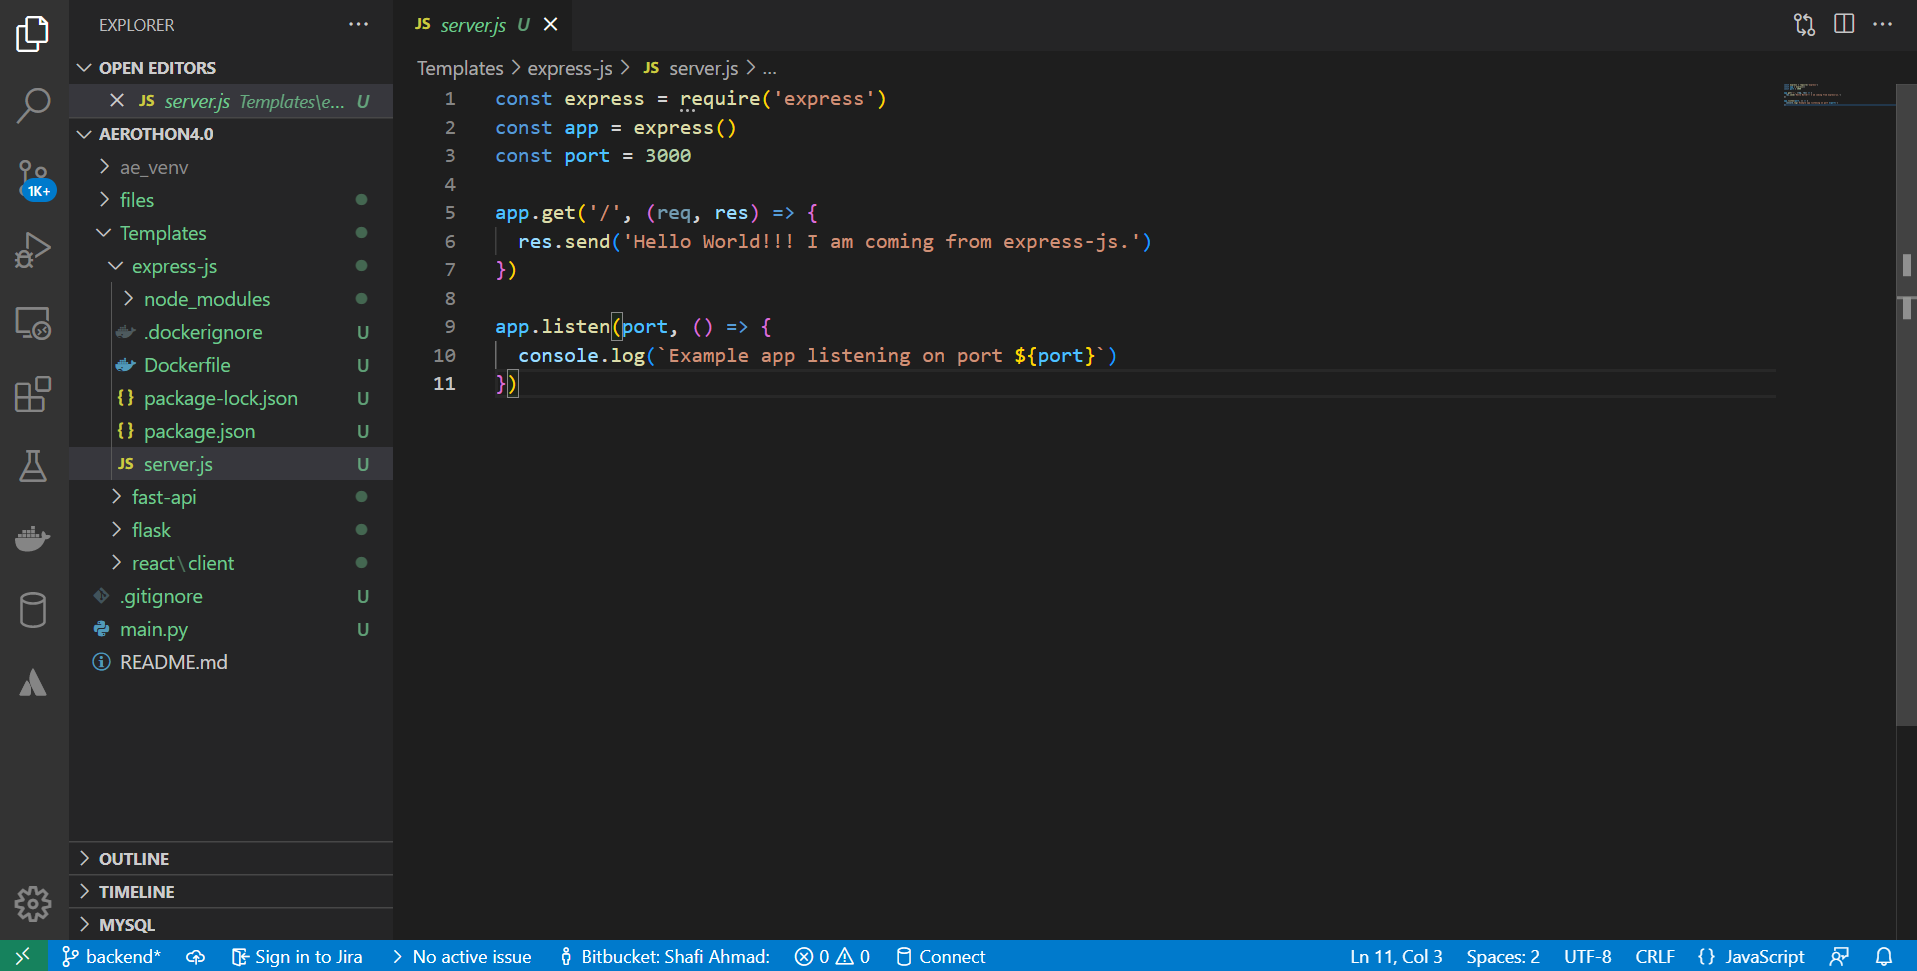 EXPLORER
OPEN EDITORS
JS server.js Templates\e... U
AEROTHON4.0
ae_venv
files
Templates
express-js
node_modules
.dockerignore U
Dockerfile U
{} package-lock.json U
{} package.json U
JS server.js U
fast-api
flask
react\client
.gitignore U
main.py U
README.md
OUTLINE
TIMELINE
MYSQL
1K+
JS server.js U
Templates > express-js > JS server.js > ...
1 const express = require('express')
2 const app = express()
3 const port = 3000
4
5 app.get('/', (req, res) => {
6 res.send('Hello World!!! I am coming from express-js.')
7 })
8
9 app.listen(port, () => {
10 console.log(`Example app listening on port ${port}`)
11 })
backend* Sign in to Jira No active issue Bitbucket: Shafi Ahmad: 0 0 Connect Ln 11, Col 3 Spaces: 2 UTF-8 CRLF {} JavaScript